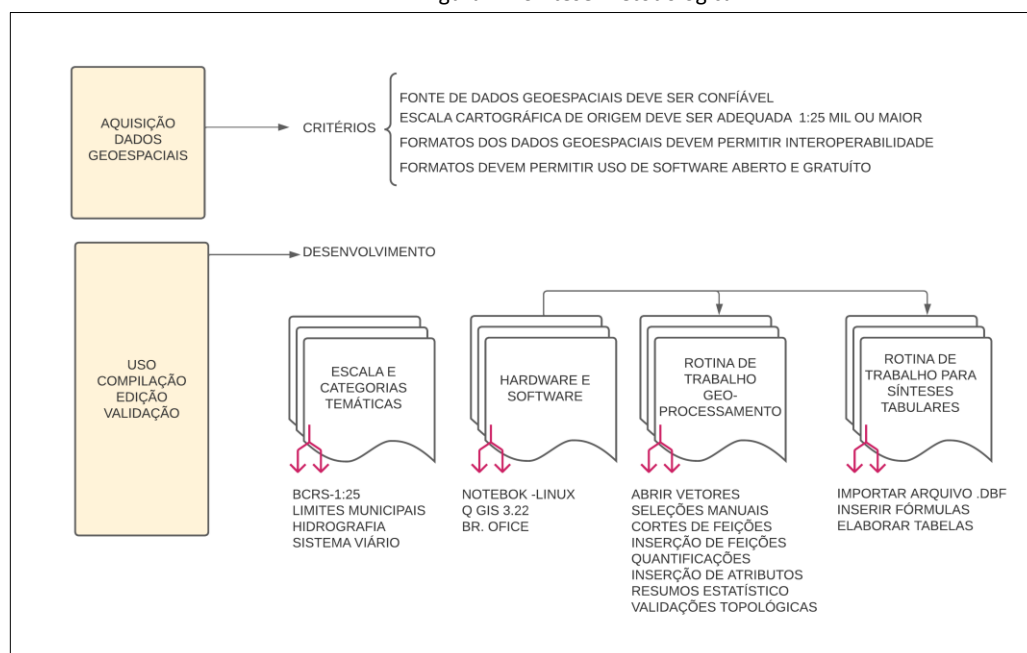 AQUISIÇÃO
DADOS
GEOESPACIAIS
CRITÉRIOS
FONTE DE DADOS GEOESPACIAIS DEVE SER CONFÍÁVEL
ESCALA CARTOGRÁFICA DE ORIGEM DEVE SER ADEQUADA 1:25 MIL OU MAIOR
FORMATOS DOS DADOS GEOESPACIAIS DEVEM PERMITIR INTEROPERABILIDADE
FORMATOS DEVEM PERMITIR USO DE SOFTWARE ABERTO E GRATUÍTO
USO
COMPILAÇÃO
EDIÇÃO
VALIDAÇÃO
DESENVOLVIMENTO
ESCALA E
CATEGORIAS
TEMÁTICAS
BCRS-1:25
LIMITES MUNICIPAIS
HIDROGRAFIA
SISTEMA VIÁRIO
HARDWARE E
SOFTWARE
NOTEBOK -LINUX
Q GIS 3.22
BR. OFICE
ROTINA DE
TRABALHO
GEO-
PROCESSAMENTO
ABRIR VETORES
SELEÇÕES MANUAIS
CORTES DE FEIÇÕES
INSERÇÃO DE FEIÇÕES
QUANTIFICAÇÕES
INSERÇÃO DE ATRIBUTOS
RESUMOS ESTATÍSTICO
VALIDAÇÕES TOPOLÓGICAS
ROTINA DE
TRABALHO PARA
SÍNTESES
TABULARES
IMPORTAR ARQUIVO .DBF
INSERIR FÓRMULAS
ELABORAR TABELAS